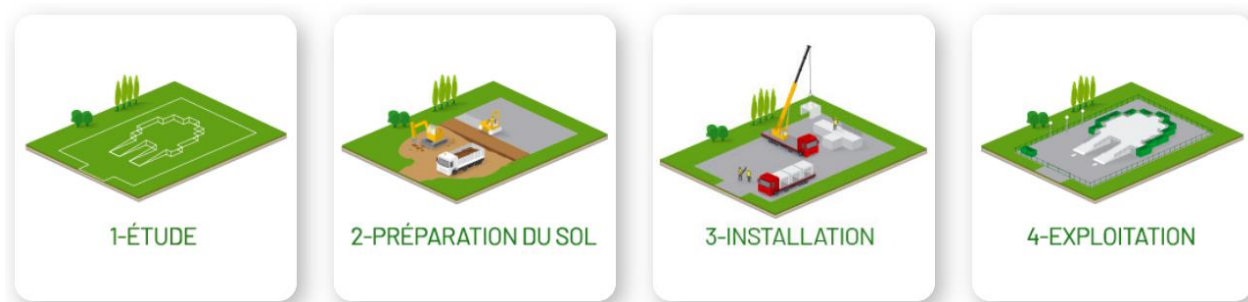 1-ÉTUDE
2-PRÉPARATION DU SOL
3-INSTALLATION
4-EXPLOITATION